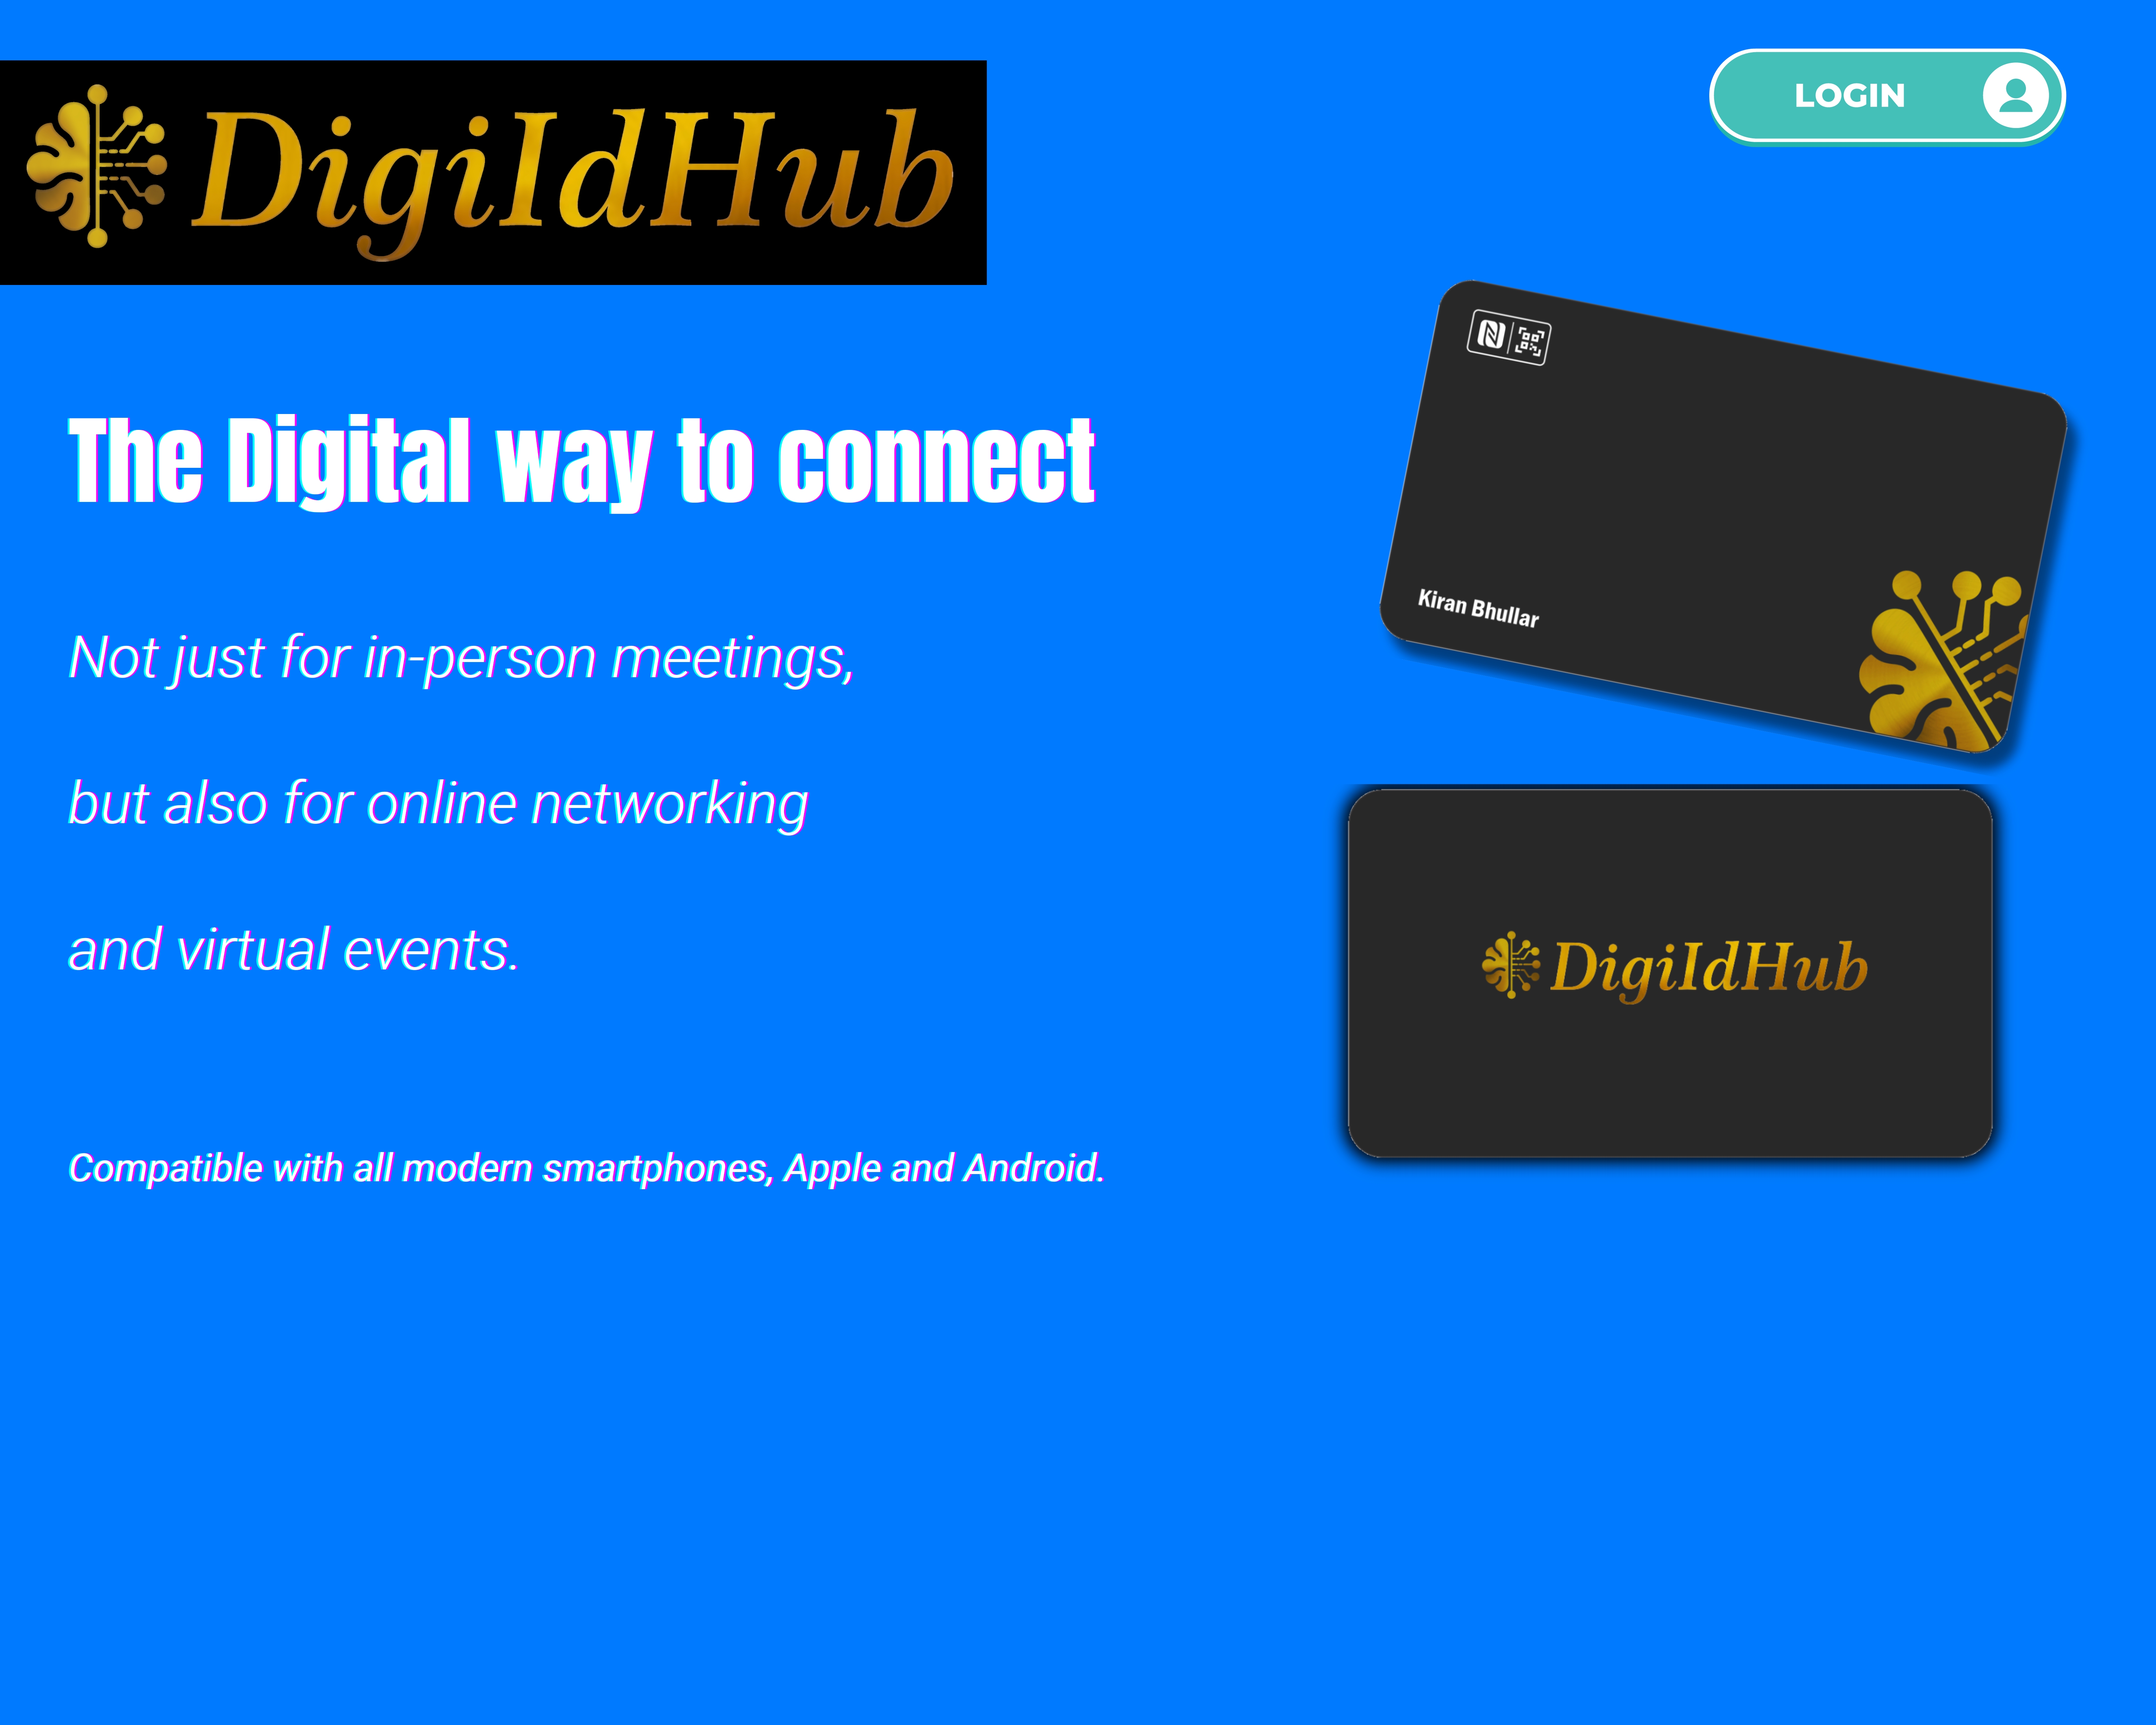 DigiIdHub
LOGIN
The Digital way to connect
Not just for in-person meetings,
but also for online networking
and virtual events.
Compatible with all modern smartphones, Apple and Android.
Kiran Bhullar
DigiIdHub